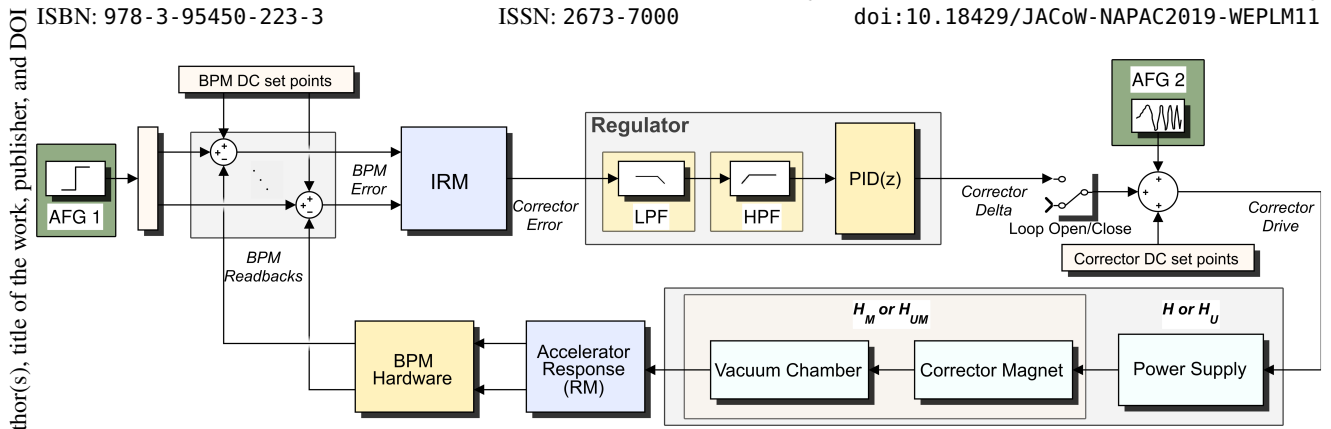 ISBN: 978-3-95450-223-3
ISSN: 2673-7000
doi:10.18429/JACoW-NAPAC2019-WEPLM11
thor(s), title of the work, publisher, and DOI
BPM DC set points
AFG 1
BPM
Error
IRM
Corrector
Error
Regulator
LPF
HPF
PID(z)
Corrector
Delta
Loop Open/Close
AFG 2
Corrector DC set points
Corrector
Drive
BPM
Readbacks
BPM
Hardware
Accelerator
Response
(RM)
H_M or H_UM
Vacuum Chamber
Corrector Magnet
H or H_U
Power Supply